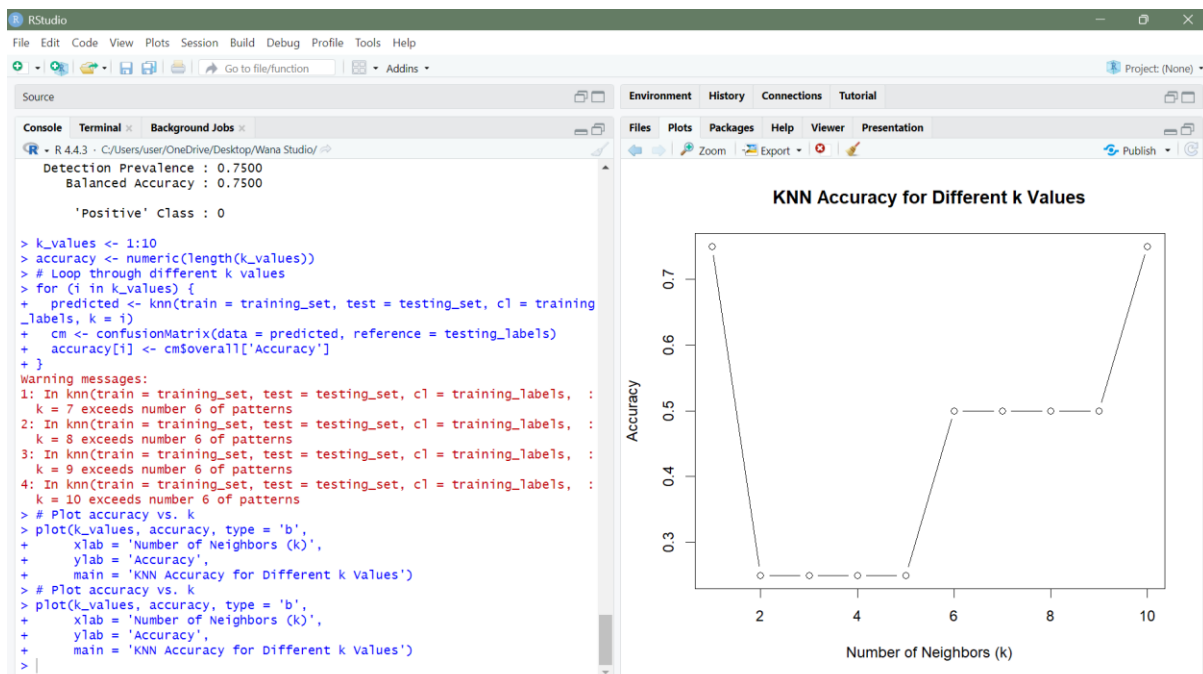 RStudio
File Edit Code View Plots Session Build Debug Profile Tools Help
Go to file/function
Addins
Project: (None)
Source
Console Terminal Background Jobs
R 4.4.3 · C:/Users/user/OneDrive/Desktop/Wana Studio/
Detection Prevalence : 0.7500
Balanced Accuracy : 0.7500
'Positive' Class : 0
> k_values <- 1:10
> accuracy <- numeric(length(k_values))
> # Loop through different k values
> for (i in k_values) {
+   predicted <- knn(train = training_set, test = testing_set, cl = training
_labels, k = i)
+   cm <- confusionMatrix(data = predicted, reference = testing_labels)
+   accuracy[i] <- cm$overall['Accuracy']
+ }
Warning messages:
1: In knn(train = training_set, test = testing_set, cl = training_labels,  :
  k = 7 exceeds number 6 of patterns
2: In knn(train = training_set, test = testing_set, cl = training_labels,  :
  k = 8 exceeds number 6 of patterns
3: In knn(train = training_set, test = testing_set, cl = training_labels,  :
  k = 9 exceeds number 6 of patterns
4: In knn(train = training_set, test = testing_set, cl = training_labels,  :
  k = 10 exceeds number 6 of patterns
> # Plot accuracy vs. k
> plot(k_values, accuracy, type = 'b',
+      xlab = 'Number of Neighbors (k)',
+      ylab = 'Accuracy',
+      main = 'KNN Accuracy for Different k Values')
> # Plot accuracy vs. k
> plot(k_values, accuracy, type = 'b',
+      xlab = 'Number of Neighbors (k)',
+      ylab = 'Accuracy',
+      main = 'KNN Accuracy for Different k Values')
>
Environment History Connections Tutorial
Files Plots Packages Help Viewer Presentation
Zoom Export Publish
KNN Accuracy for Different k Values
Accuracy
0.7
0.6
0.5
0.4
0.3
2 4 6 8 10
Number of Neighbors (k)